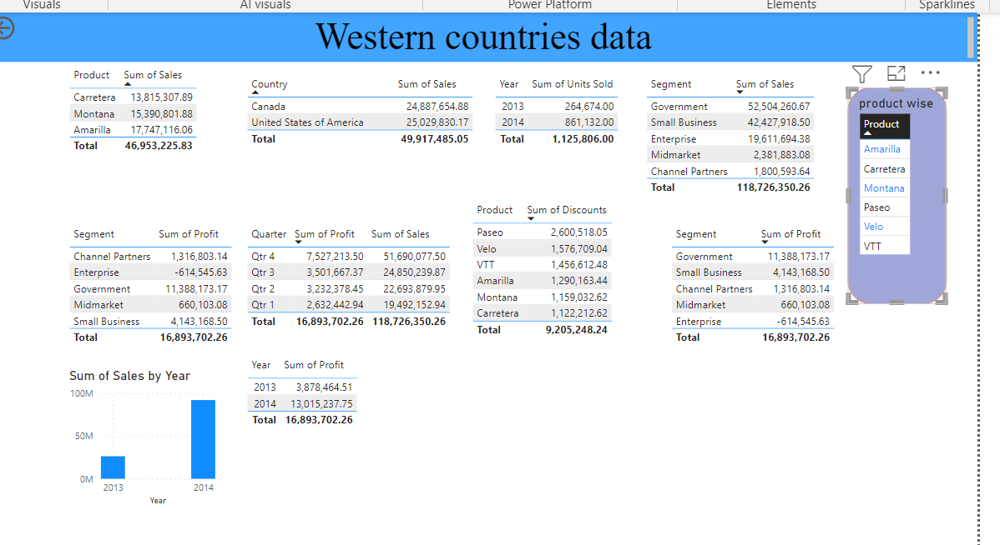 Visuals AI visuals Power Platform Elements Sparklines
Western countries data
Product Sum of Sales
Carretera 13,815,307.89
Montana 15,390,801.88
Amarilla 17,747,116.06
Total 46,953,225.83
Country Sum of Sales
Canada 24,887,654.88
United States of America 25,029,830.17
Total 49,917,485.05
Year Sum of Units Sold
2013 264,674.00
2014 861,132.00
Total 1,125,806.00
Segment Sum of Sales
Government 52,504,260.67
Small Business 42,427,918.50
Enterprise 19,611,694.38
Midmarket 2,381,883.08
Channel Partners 1,800,593.64
Total 118,726,350.26
product wise
Product
Amarilla
Carretera
Montana
Paseo
Velo
VTT
Segment Sum of Profit
Channel Partners 1,316,803.14
Enterprise -614,545.63
Government 11,388,173.17
Midmarket 660,103.08
Small Business 4,143,168.50
Total 16,893,702.26
Quarter Sum of Profit Sum of Sales
Qtr 4 7,527,213.50 51,690,077.50
Qtr 3 3,501,667.37 24,850,239.87
Qtr 2 3,232,378.45 22,693,879.95
Qtr 1 2,632,442.94 19,492,152.94
Total 16,893,702.26 118,726,350.26
Product Sum of Discounts
Paseo 2,600,518.05
Velo 1,576,709.04
VTT 1,456,612.48
Amarilla 1,290,163.44
Montana 1,159,032.62
Carretera 1,122,212.62
Total 9,205,248.24
Segment Sum of Profit
Government 11,388,173.17
Small Business 4,143,168.50
Channel Partners 1,316,803.14
Midmarket 660,103.08
Enterprise -614,545.63
Total 16,893,702.26
Sum of Sales by Year
100M
50M
0M
2013 2014
Year
Year Sum of Profit
2013 3,878,464.51
2014 13,015,237.75
Total 16,893,702.26